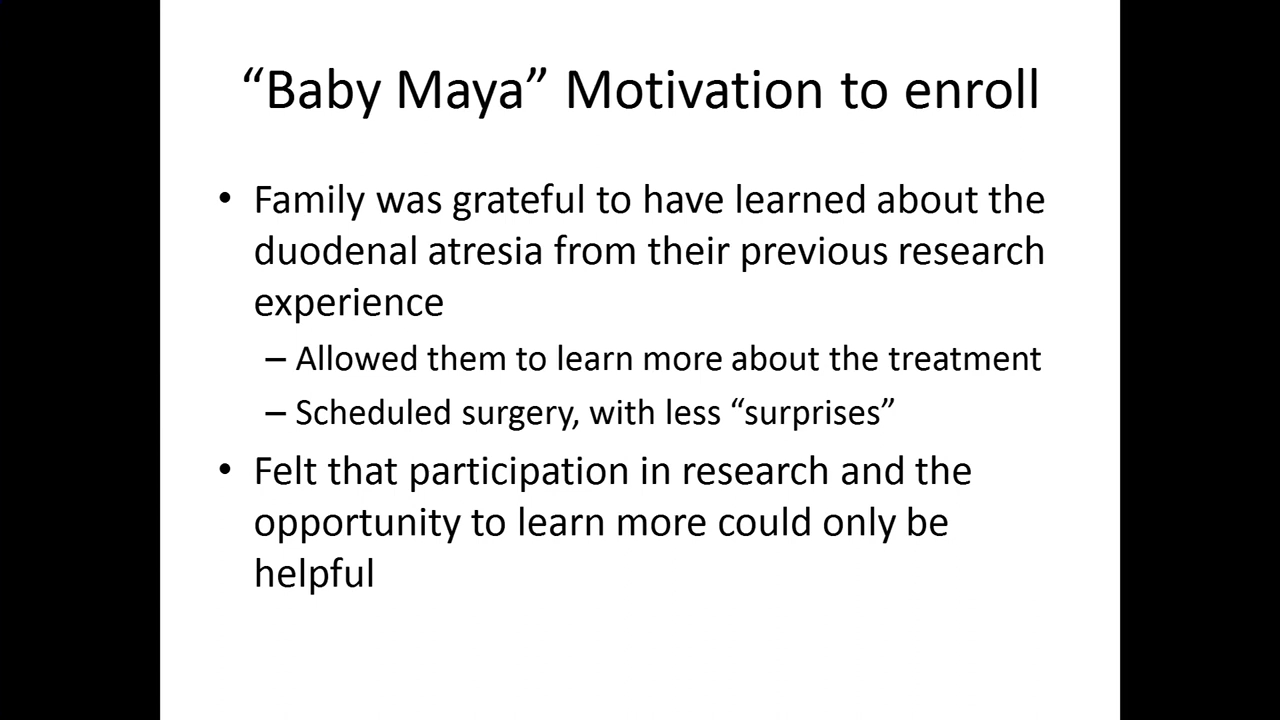 “Baby Maya” Motivation to enroll
• Family was grateful to have learned about the
duodenal atresia from their previous research
experience
– Allowed them to learn more about the treatment
– Scheduled surgery, with less “surprises”
• Felt that participation in research and the
opportunity to learn more could only be
helpful